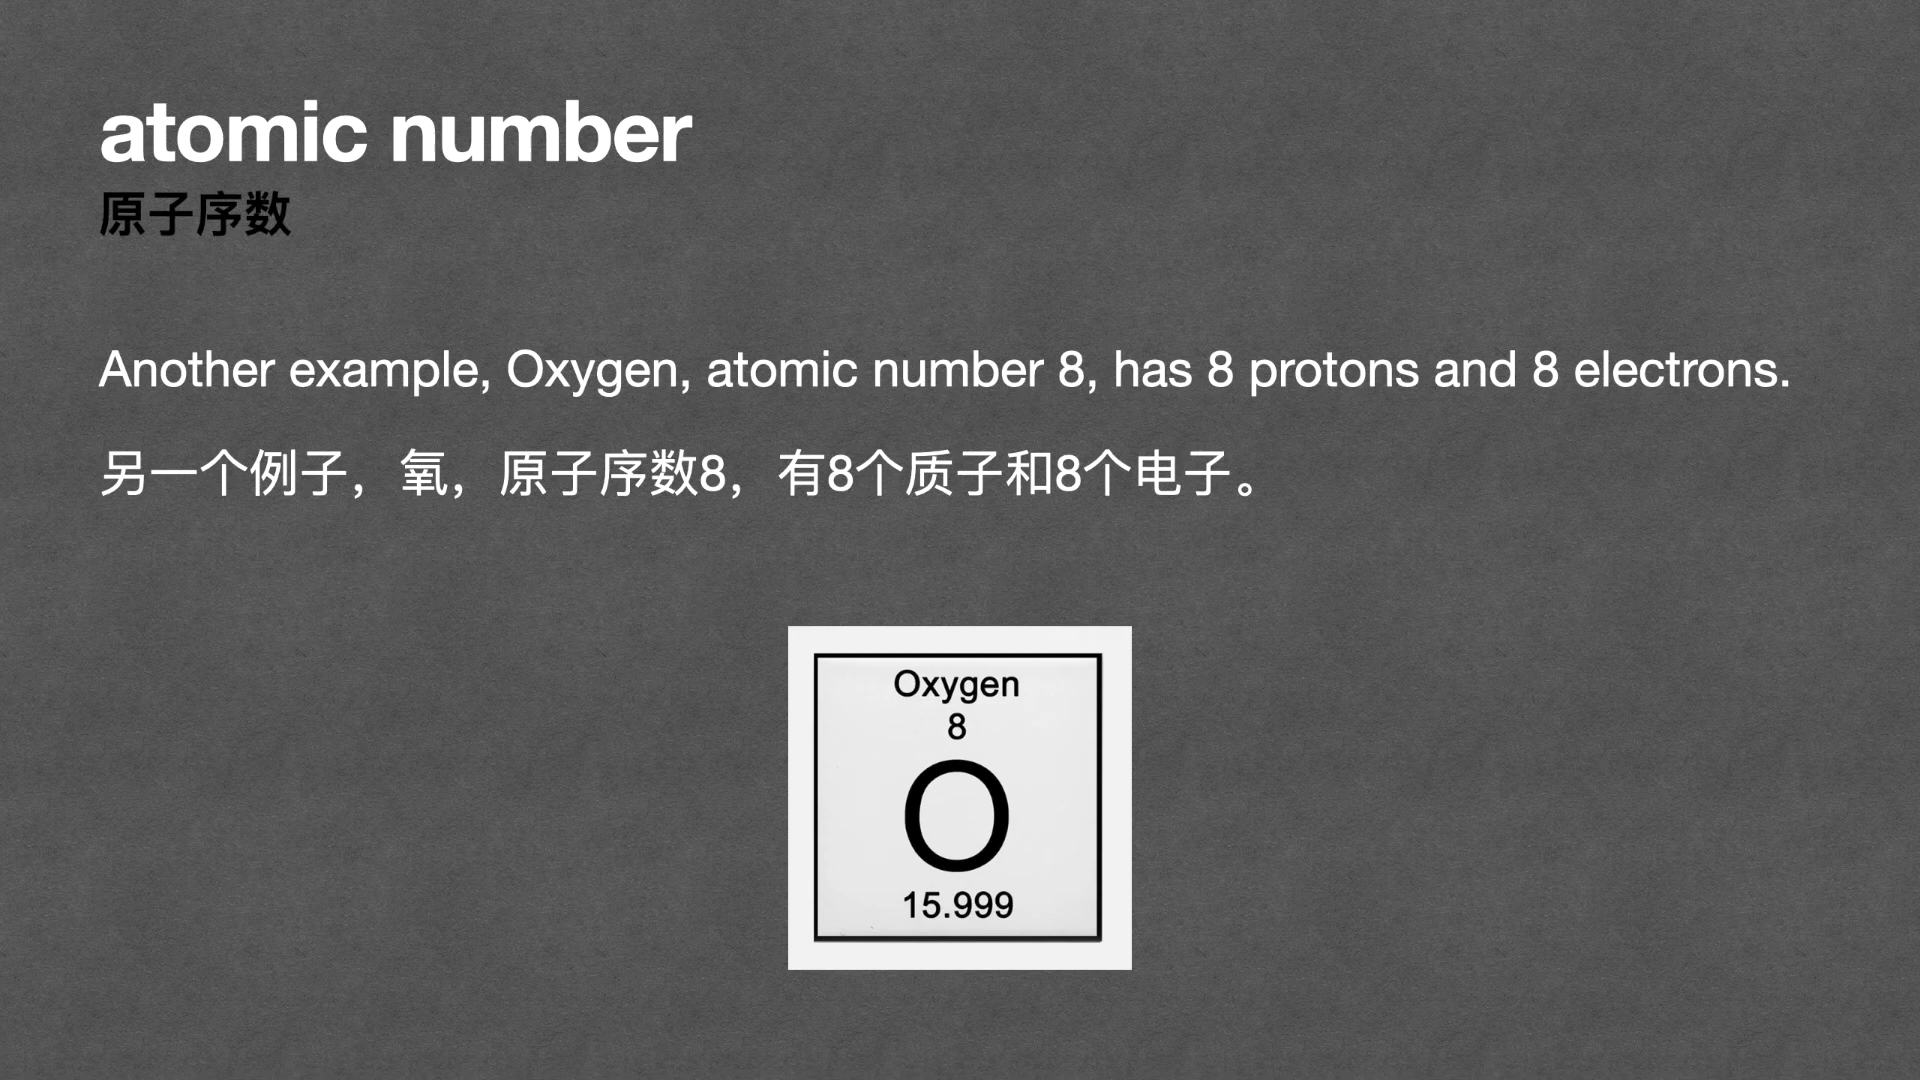 atomic number
原子序数
Another example, Oxygen, atomic number 8, has 8 protons and 8 electrons.
另一个例子，氧，原子序数8，有8个质子和8个电子。
Oxygen
8
O
15.999